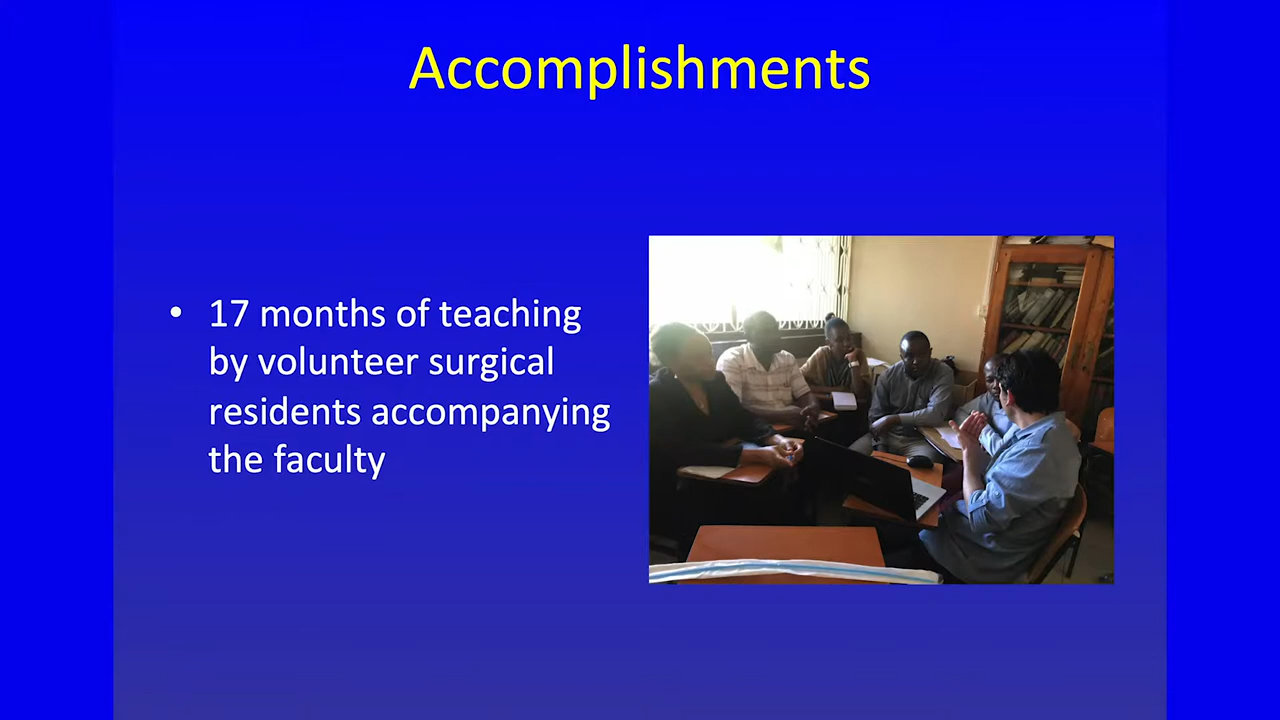 Accomplishments
• 17 months of teaching
by volunteer surgical
residents accompanying
the faculty